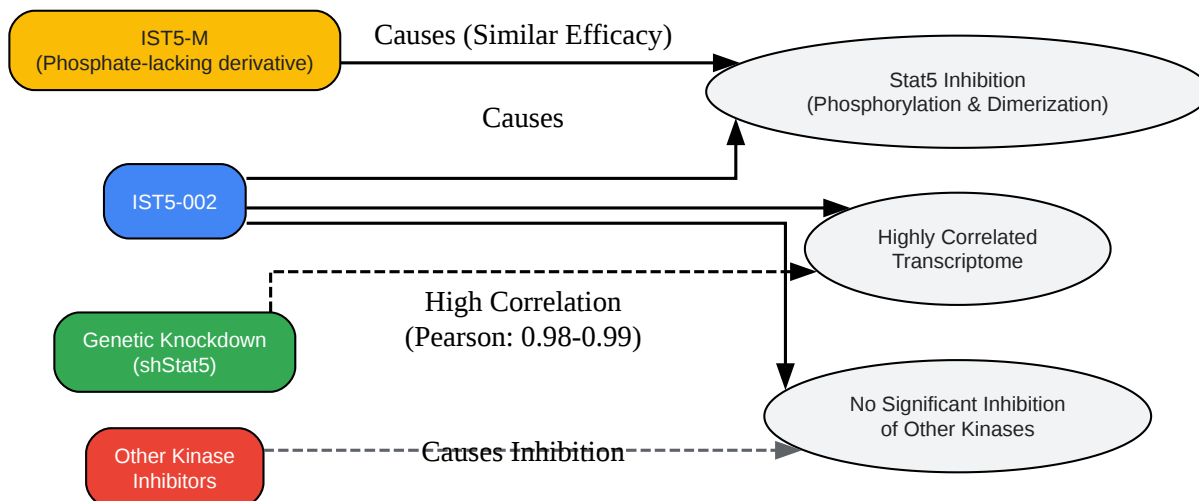 IST5-M
(Phosphate-lacking derivative)
Causes (Similar Efficacy)
Stat5 Inhibition
(Phosphorylation & Dimerization)
Causes
IST5-002
Highly Correlated
Transcriptome
High Correlation
(Pearson: 0.98-0.99)
Genetic Knockdown
(shStat5)
No Significant Inhibition
of Other Kinases
Other Kinase
Inhibitors
Causes Inhibition